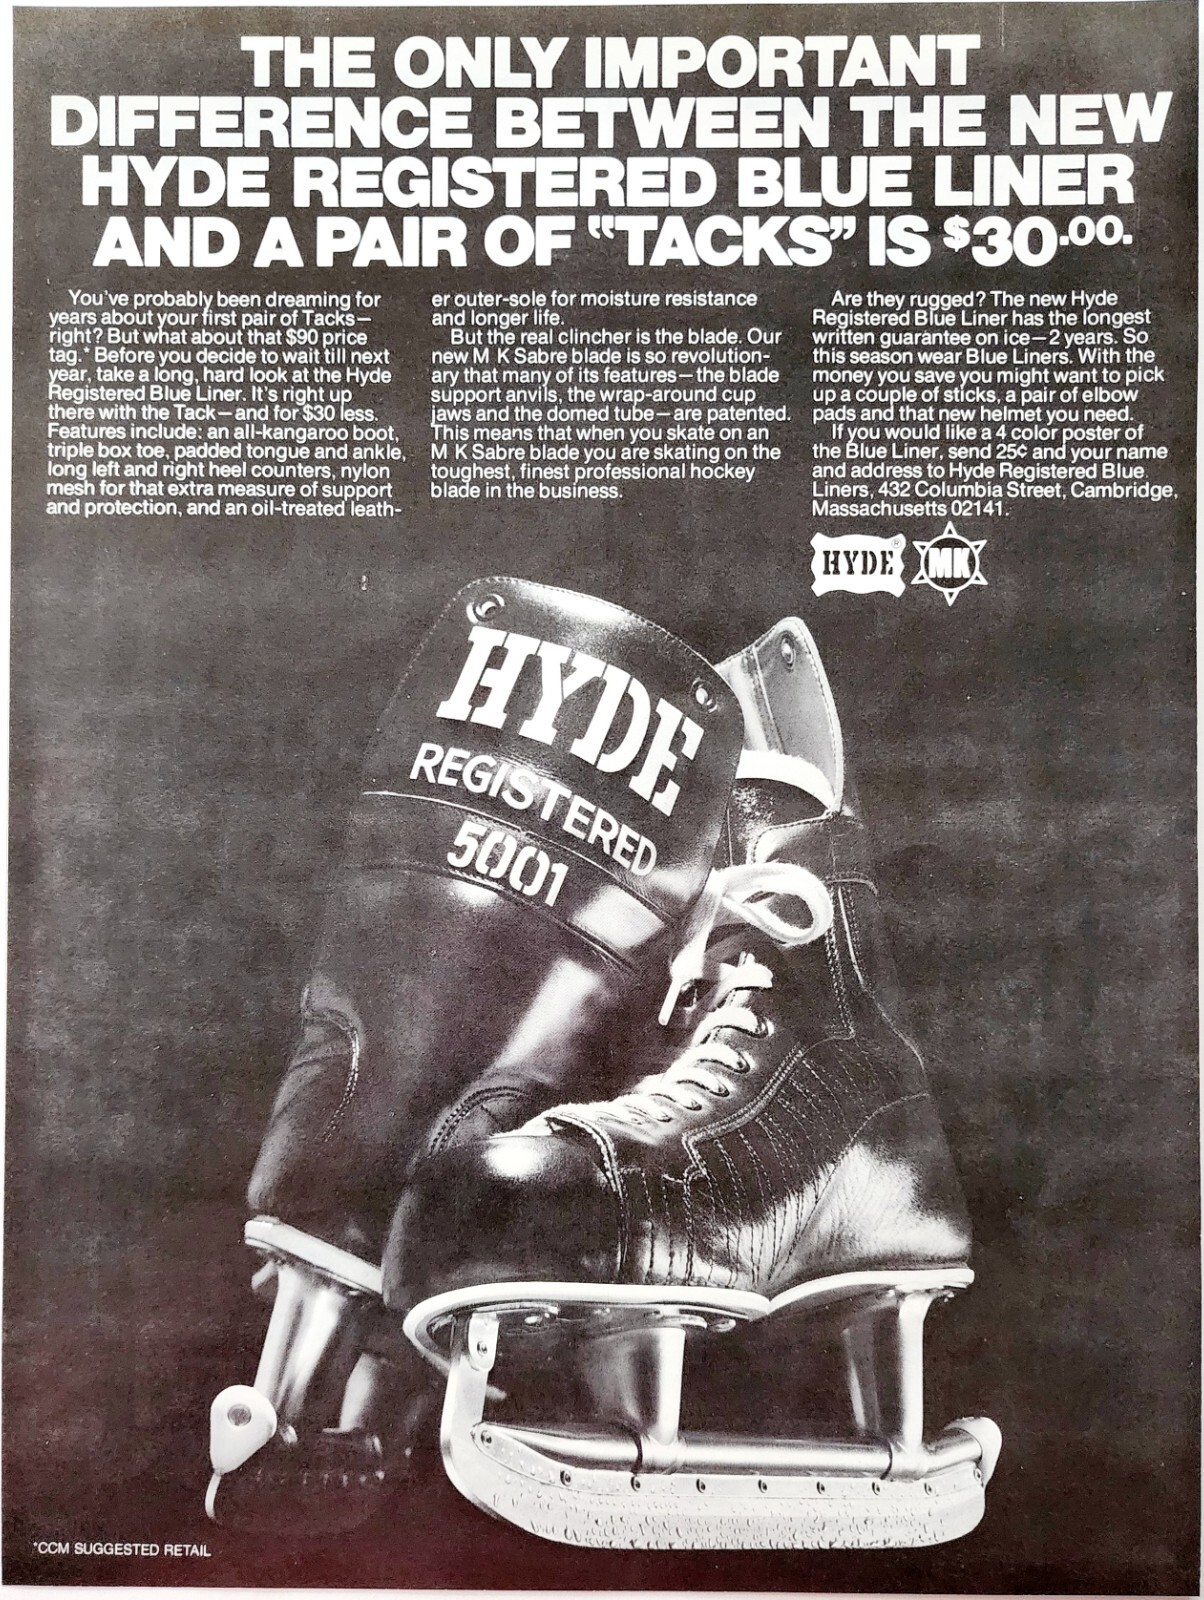 THE ONLY IMPORTANT
DIFFERENCE BETWEEN THE NEW
HYDE REGISTERED BLUE LINER
AND A PAIR OF "TACKS" IS $30.00.
You've probably been dreaming for
years about your first pair of Tacks—
right? But what about that $90 price
tag.* Before you decide to wait till next
year, take a long, hard look at the Hyde
Registered Blue Liner. It's right up
there with the Tack—and for $30 less.
Features include: an all-kangaroo boot,
triple box toe, padded tongue and ankle,
long left and right heel counters, nylon
mesh for that extra measure of support
and protection, and an oil-treated leath-
er outer-sole for moisture resistance
and longer life.
But the real clincher is the blade. Our
new M K Sabre blade is so revolution-
ary that many of its features—the blade
support anvils, the wrap-around cup
jaws and the domed tube—are patented.
This means that when you skate on an
M K Sabre blade you are skating on the
toughest, finest professional hockey
blade in the business.
Are they rugged? The new Hyde
Registered Blue Liner has the longest
written guarantee on ice—2 years. So
this season wear Blue Liners. With the
money you save you might want to pick
up a couple of sticks, a pair of elbow
pads and that new helmet you need.
If you would like a 4 color poster of
the Blue Liner, send 25¢ and your name
and address to Hyde Registered Blue
Liners, 432 Columbia Street, Cambridge,
Massachusetts 02141.
HYDE® MK
HYDE
REGISTERED
5001
*CCM SUGGESTED RETAIL